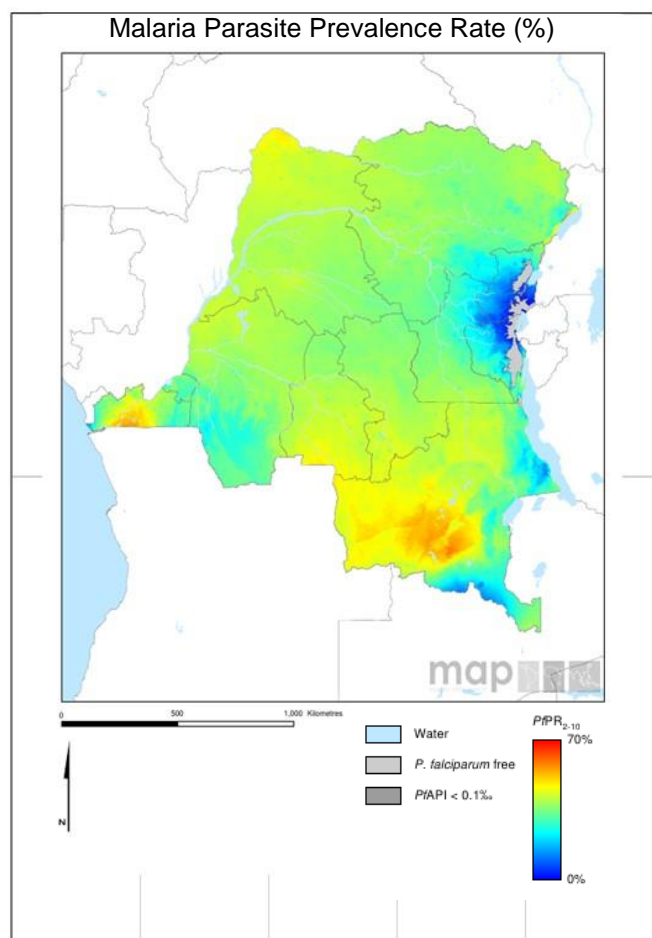 Malaria Parasite Prevalence Rate (%)
map
0 500 1,000 Kilometres
N
Water
P. falciparum free
PfAPI < 0.1‰
PfPR2-10
70%
0%